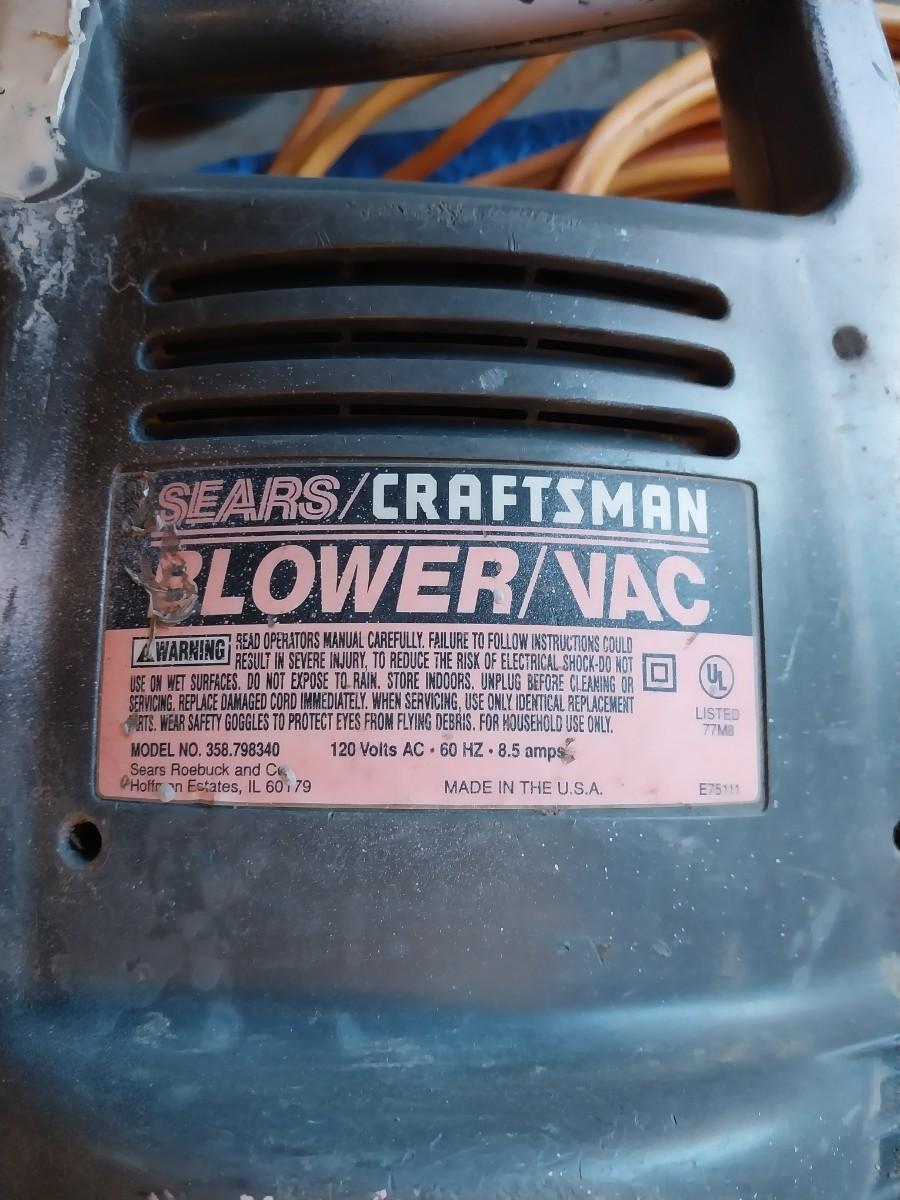 SEARS/CRAFTSMAN
BLOWER/VAC
WARNING READ OPERATORS MANUAL CAREFULLY. FAILURE TO FOLLOW INSTRUCTIONS COULD
RESULT IN SEVERE INJURY, TO REDUCE THE RISK OF ELECTRICAL SHOCK-DO NOT
USE ON WET SURFACES. DO NOT EXPOSE TO RAIN. STORE INDOORS. UNPLUG BEFORE CLEANING OR
SERVICING. REPLACE DAMAGED CORD IMMEDIATELY. WHEN SERVICING, USE ONLY IDENTICAL REPLACEMENT
PARTS. WEAR SAFETY GOGGLES TO PROTECT EYES FROM FLYING DEBRIS. FOR HOUSEHOLD USE ONLY.
UL
LISTED
77M8
MODEL NO. 358.798340 120 Volts AC • 60 HZ • 8.5 amps
Sears Roebuck and Co.
Hoffman Estates, IL 60179 MADE IN THE U.S.A. E75111